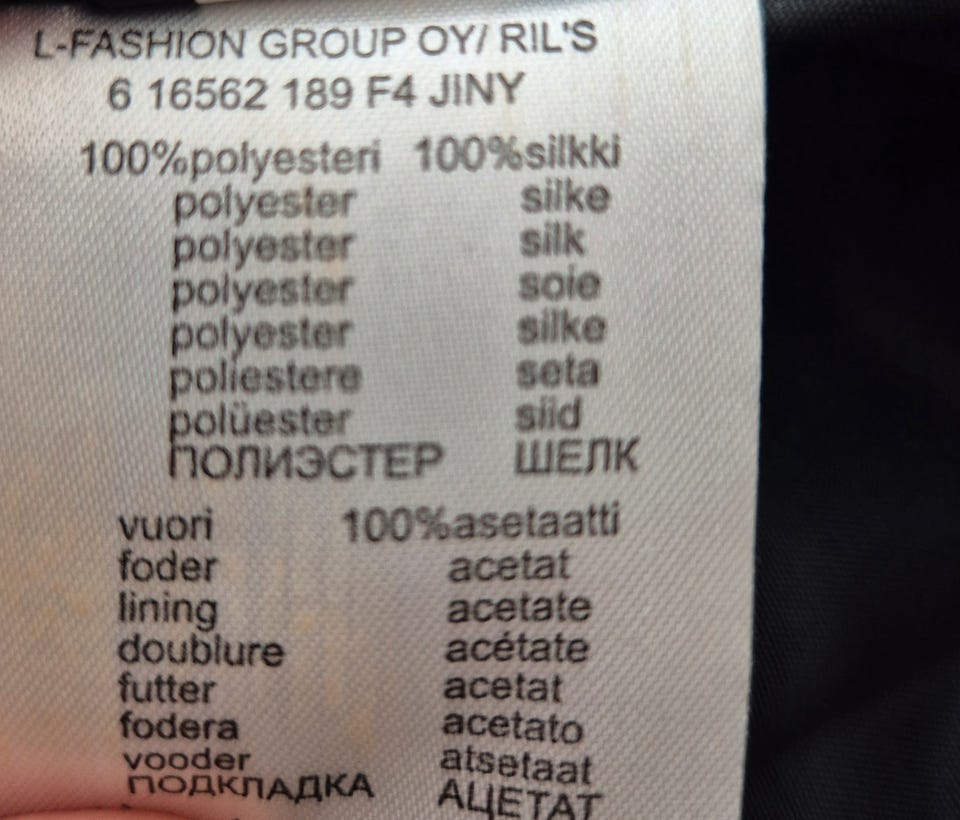 L-FASHION GROUP OY/ RIL'S
6 16562 189 F4 JINY
100%polyesteri 100%silkki
polyester silke
polyester silk
polyester soie
polyester silke
poliestere seta
polüester siid
ПОЛИЭСТЕР ШЕЛК
vuori 100%asetaatti
foder acetat
lining acetate
doublure acétate
futter acetat
fodera acetato
vooder atsetaat
ПОДКЛАДКА АЦЕТАТ